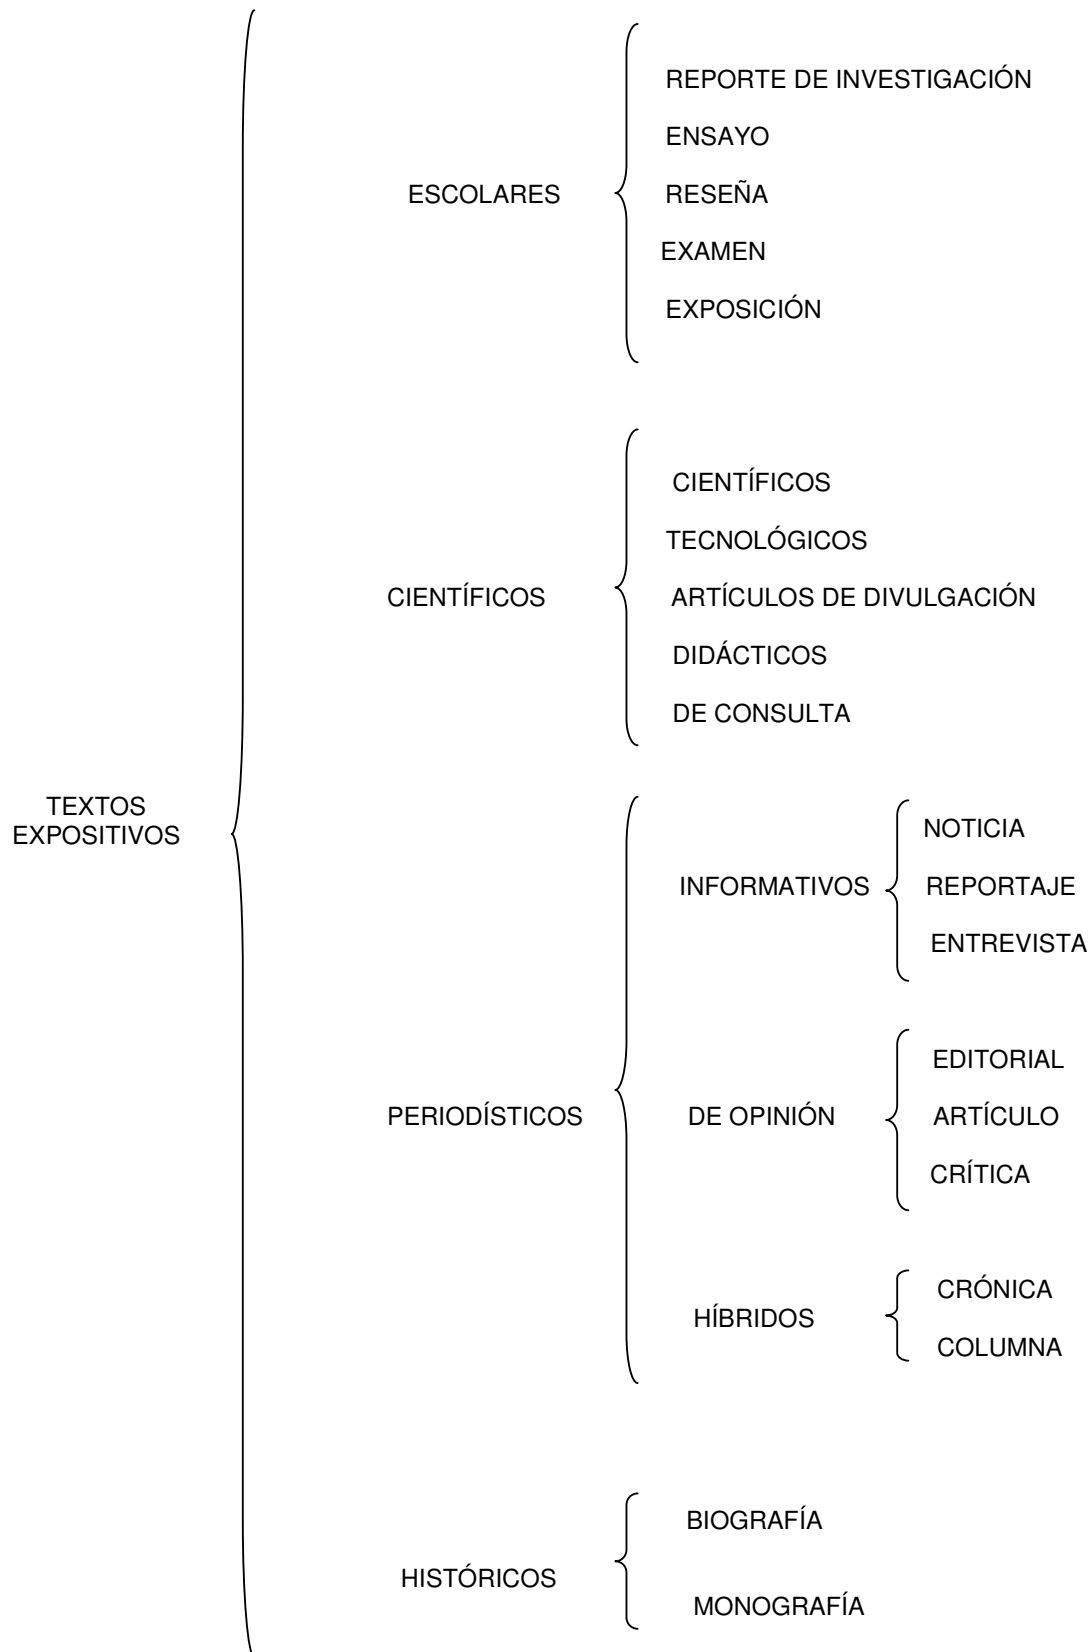 TEXTOS
EXPOSITIVOS
ESCOLARES
REPORTE DE INVESTIGACIÓN
ENSAYO
RESEÑA
EXAMEN
EXPOSICIÓN
CIENTÍFICOS
CIENTÍFICOS
TECNOLÓGICOS
ARTÍCULOS DE DIVULGACIÓN
DIDÁCTICOS
DE CONSULTA
PERIODÍSTICOS
INFORMATIVOS
NOTICIA
REPORTAJE
ENTREVISTA
DE OPINIÓN
EDITORIAL
ARTÍCULO
CRÍTICA
HÍBRIDOS
CRÓNICA
COLUMNA
HISTÓRICOS
BIOGRAFÍA
MONOGRAFÍA